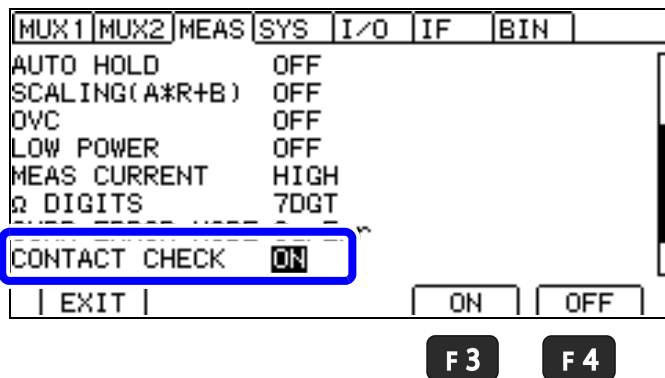 MUX1 MUX2 MEAS SYS I/O IF BIN
AUTO HOLD OFF
SCALING(A*R+B) OFF
OVC OFF
LOW POWER OFF
MEAS CURRENT HIGH
Ω DIGITS 7DGT
CONTACT CHECK ON
EXIT ON OFF
F3 F4